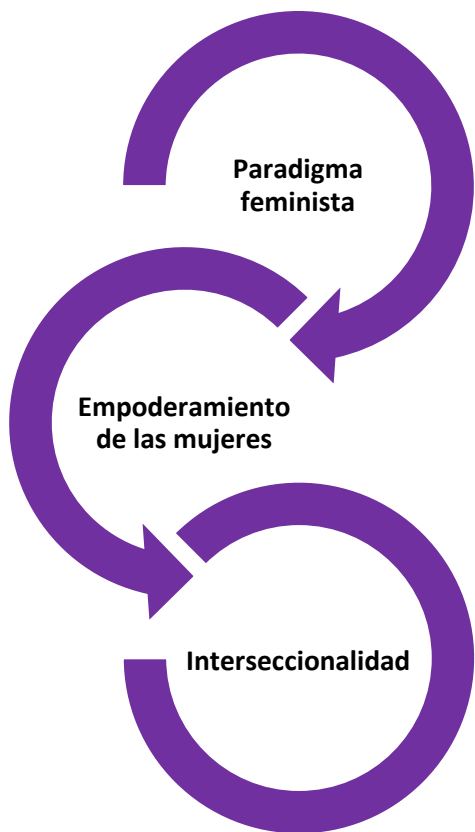 Paradigma
feminista
Empoderamiento
de las mujeres
Interseccionalidad